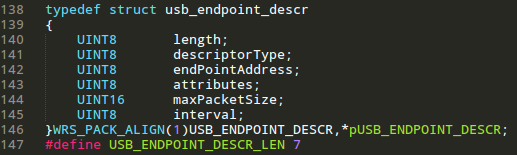 138 typedef struct usb_endpoint_descr
139 {
140     UINT8       length;
141     UINT8       descriptorType;
142     UINT8       endPointAddress;
143     UINT8       attributes;
144     UINT16      maxPacketSize;
145     UINT8       interval;
146 }WRS_PACK_ALIGN(1)USB_ENDPOINT_DESCR,*pUSB_ENDPOINT_DESCR;
147 #define USB_ENDPOINT_DESCR_LEN 7